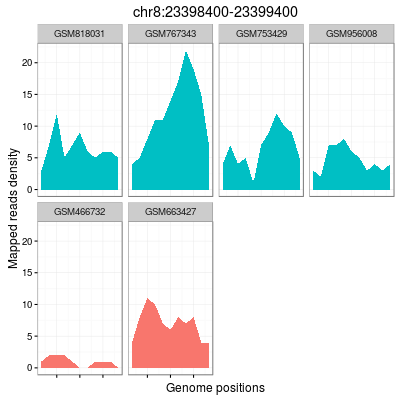 chr8:23398400-23399400
GSM818031 GSM767343 GSM753429 GSM956008
20
15
10
5
0
Mapped reads density
GSM466732 GSM663427
20
15
10
5
0
Genome positions